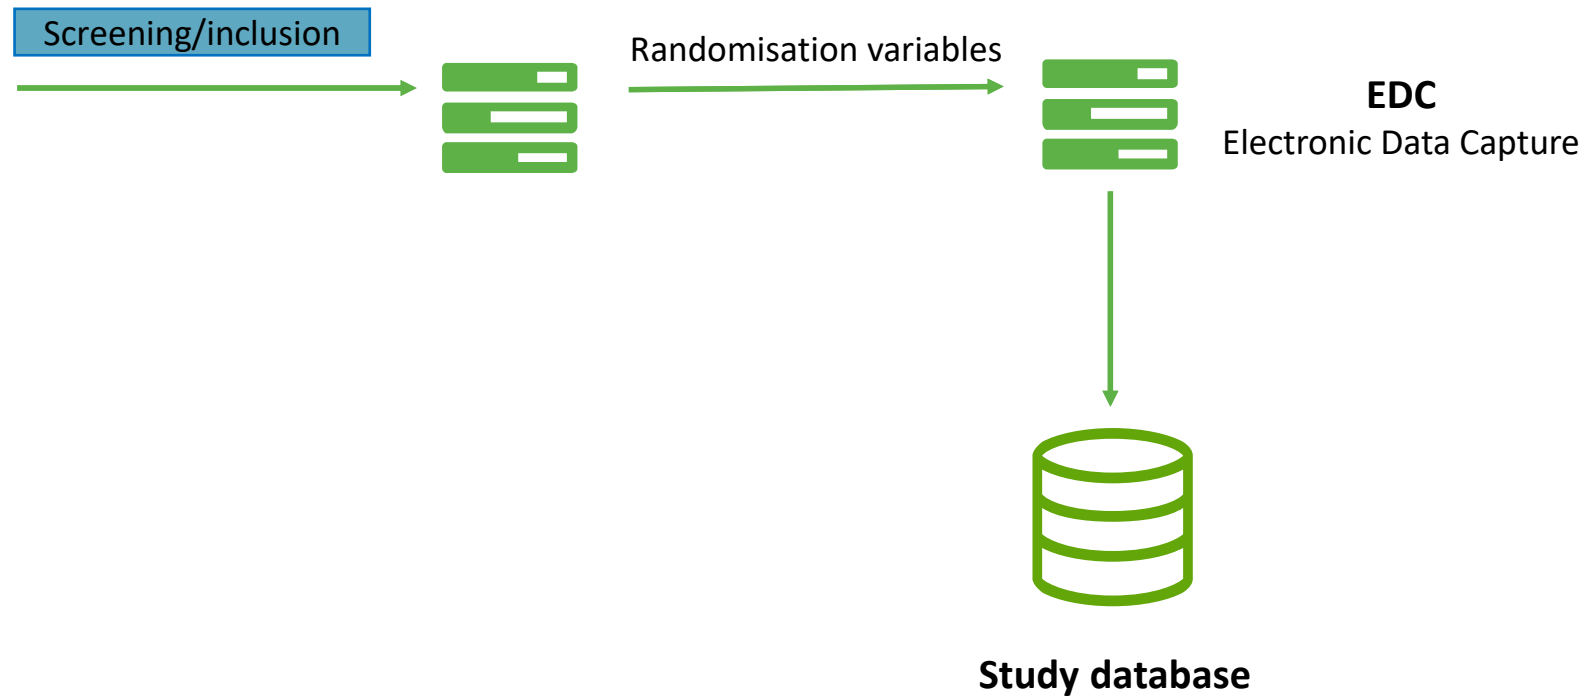 Screening/inclusion
Randomisation variables
EDC
Electronic Data Capture
Study database